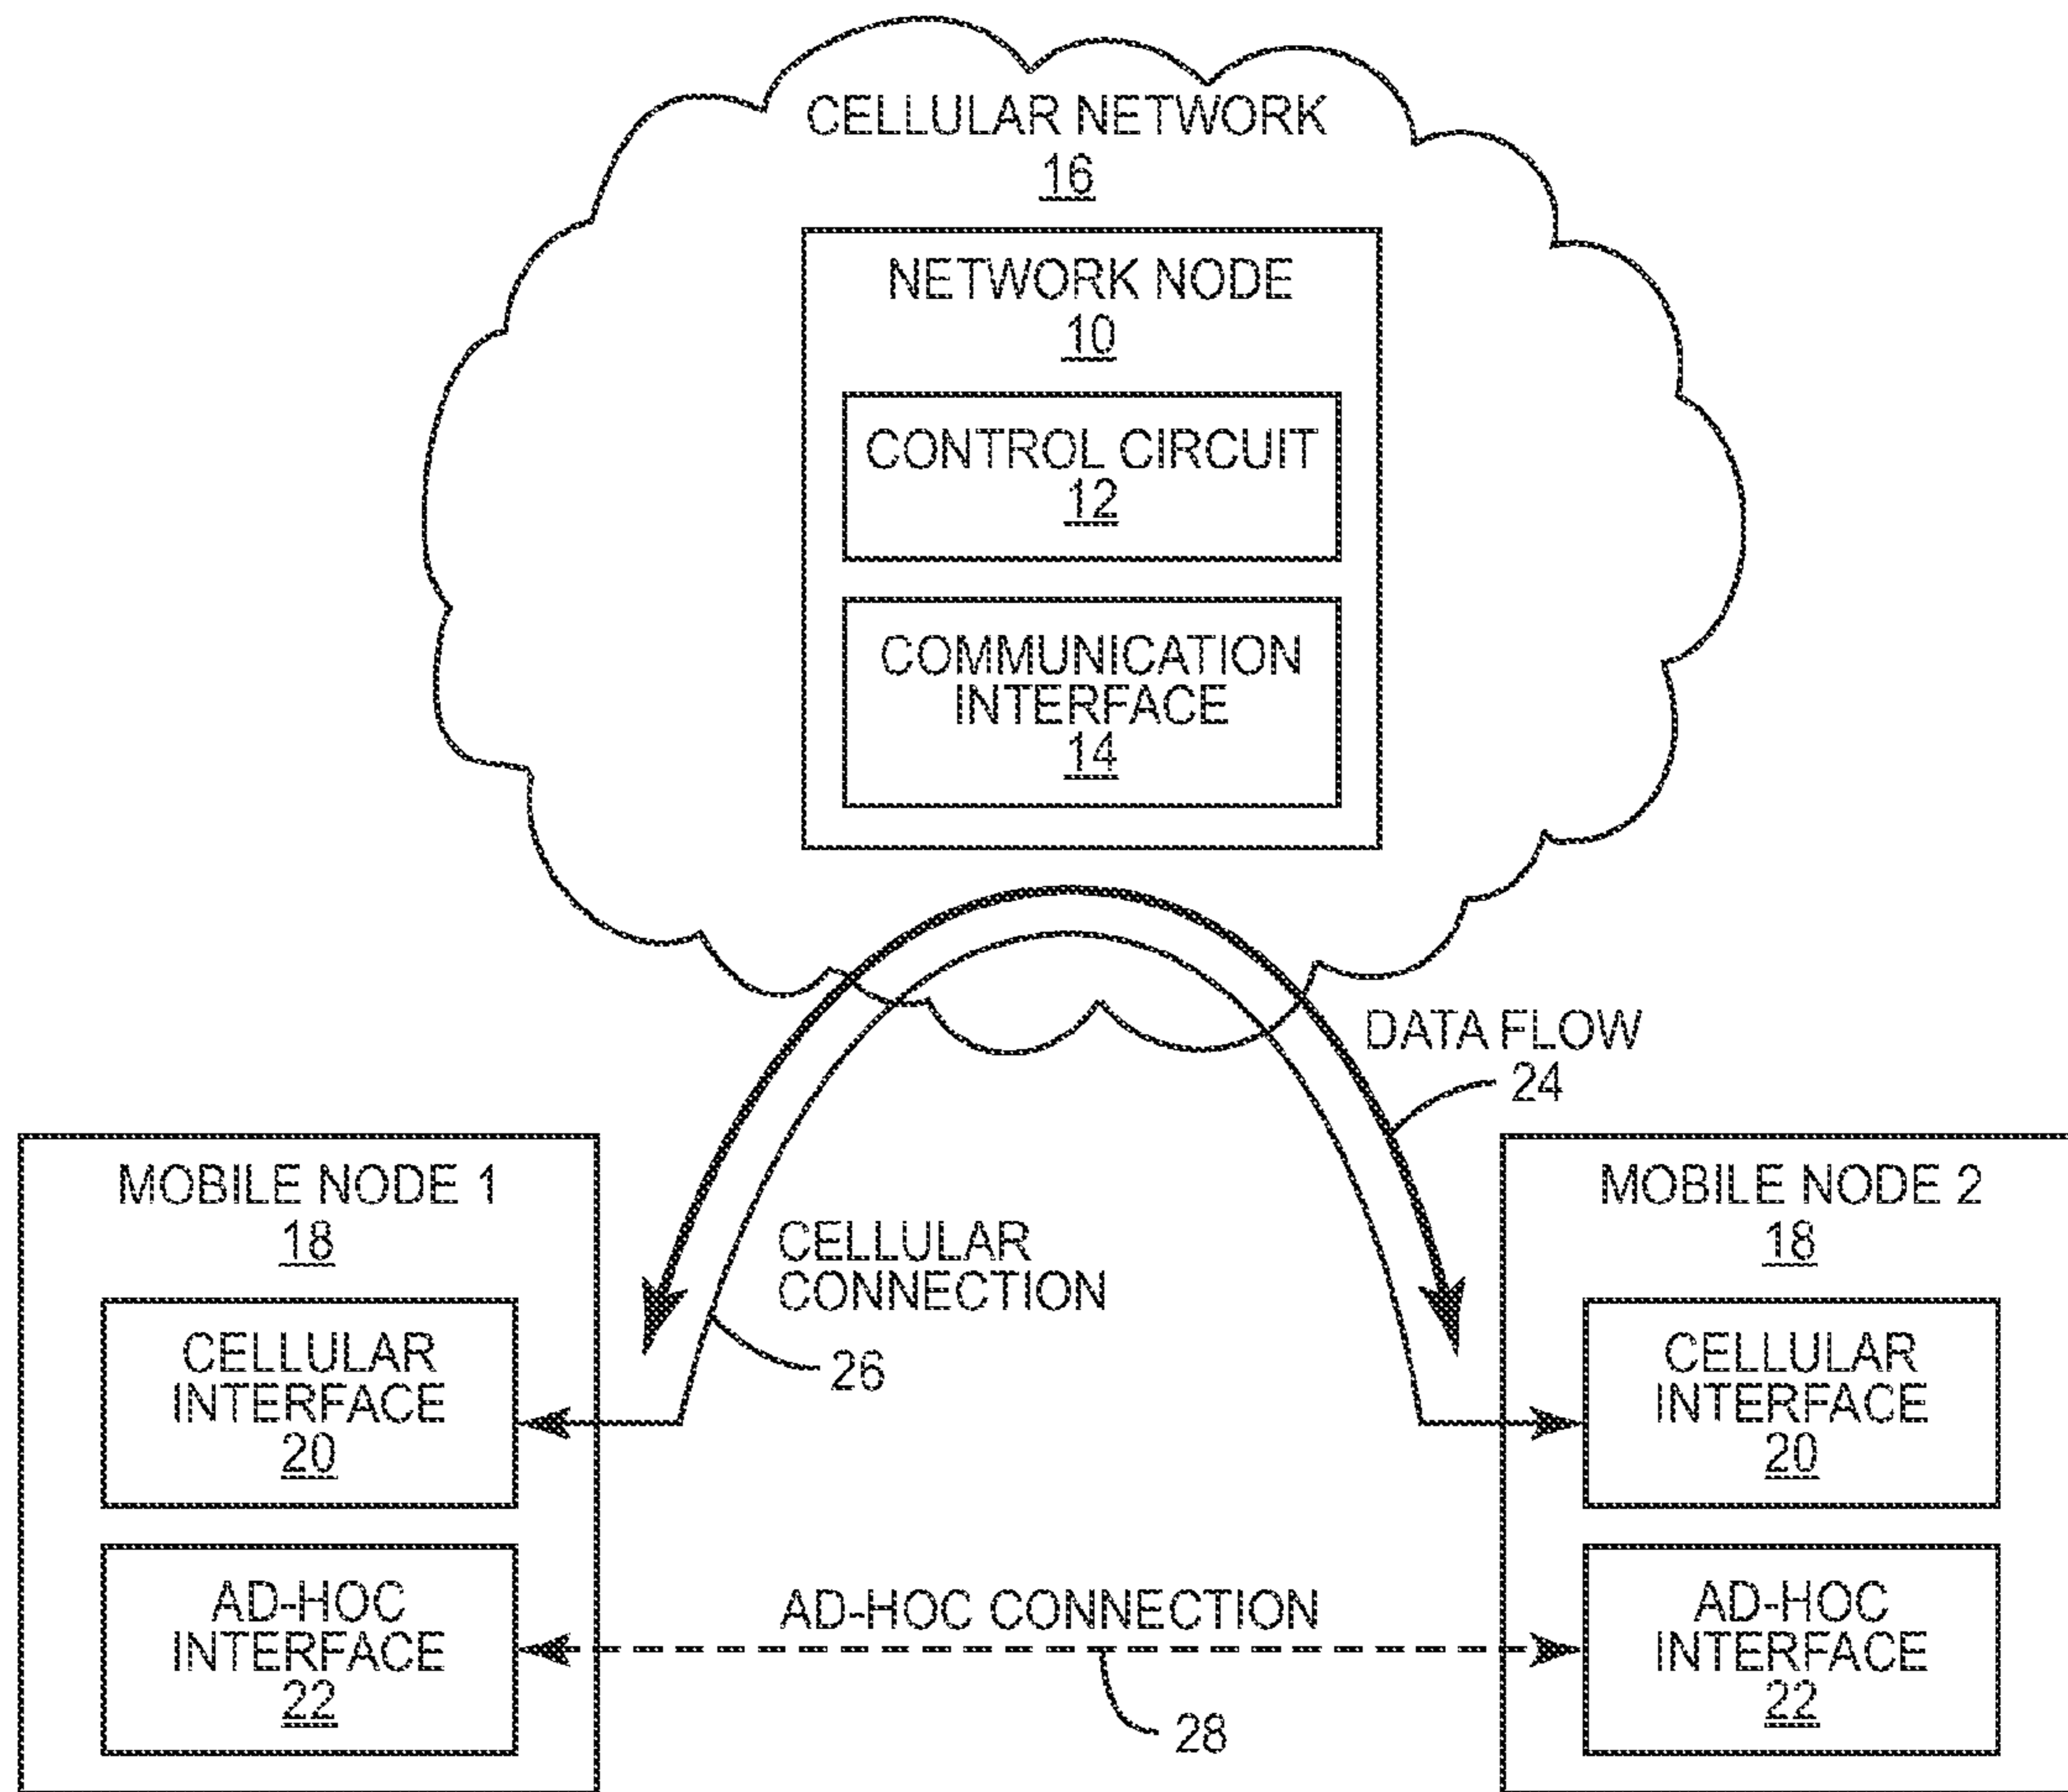 CELLULAR NETWORK
16
NETWORK NODE
10
CONTROL CIRCUIT
12
COMMUNICATION
INTERFACE
14
DATA FLOW
24
MOBILE NODE 1
18
CELLULAR
INTERFACE
20
AD-HOC
INTERFACE
22
CELLULAR
CONNECTION
26
AD-HOC CONNECTION
28
MOBILE NODE 2
18
CELLULAR
INTERFACE
20
AD-HOC
INTERFACE
22